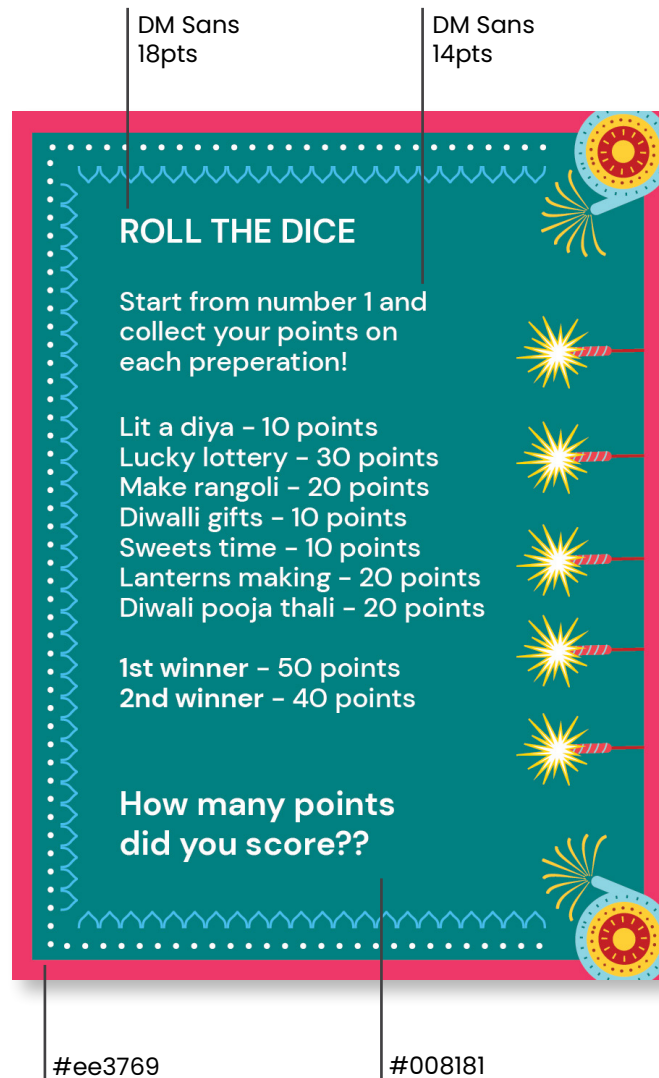 DM Sans
18pts
DM Sans
14pts
ROLL THE DICE
Start from number 1 and
collect your points on
each preperation!
Lit a diya – 10 points
Lucky lottery – 30 points
Make rangoli – 20 points
Diwalli gifts – 10 points
Sweets time – 10 points
Lanterns making – 20 points
Diwali pooja thali – 20 points
1st winner – 50 points
2nd winner – 40 points
How many points
did you score??
#ee3769
#008181